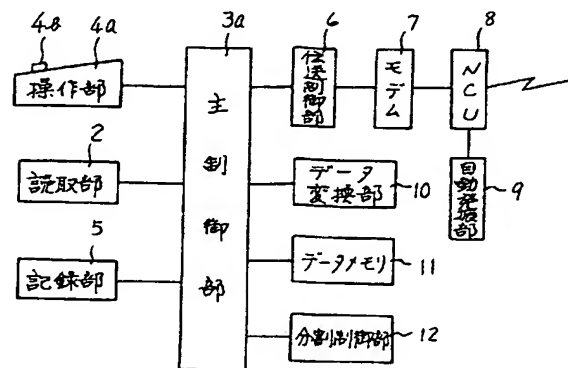 4b 4a
操作部
2
読取部
5
記録部
3a
主制御部
6
伝送制御部
7
モデム
8
NCU
自動発振部
9
データ
変換部
10
データメモリ
11
分割制御部
12